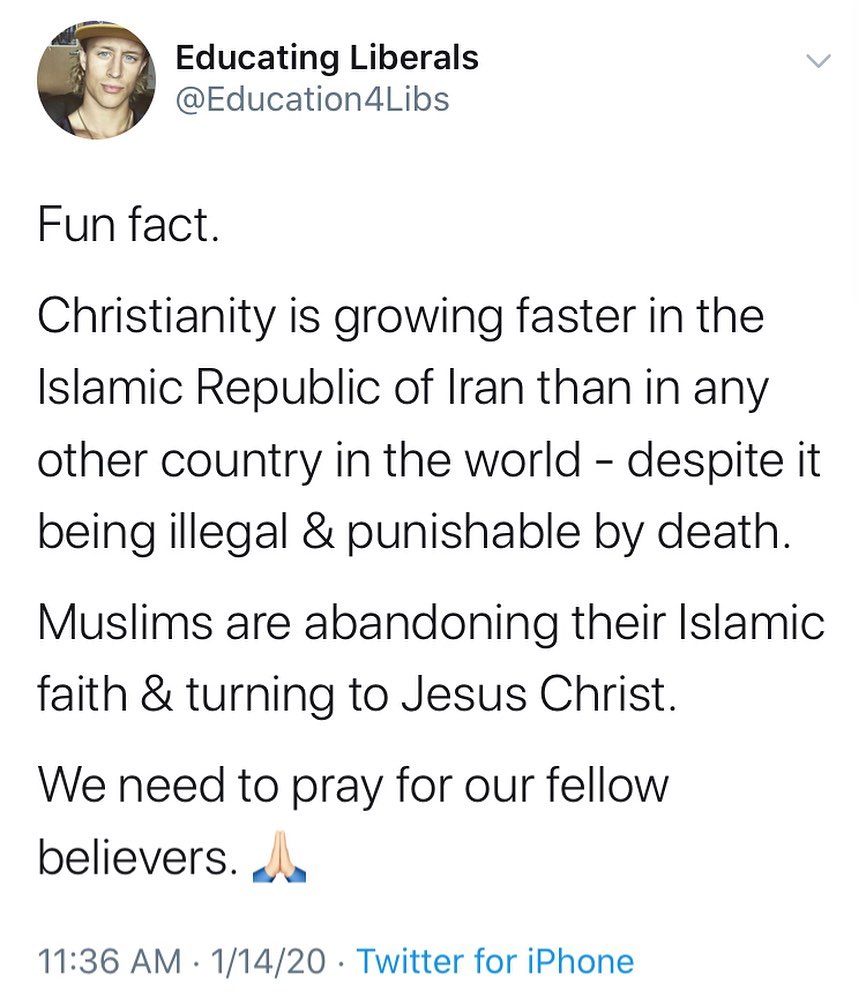 Educating Liberals
@Education4Libs
Fun fact.
Christianity is growing faster in the
Islamic Republic of Iran than in any
other country in the world - despite it
being illegal & punishable by death.
Muslims are abandoning their Islamic
faith & turning to Jesus Christ.
We need to pray for our fellow
believers. 🙏🏻
11:36 AM · 1/14/20 · Twitter for iPhone